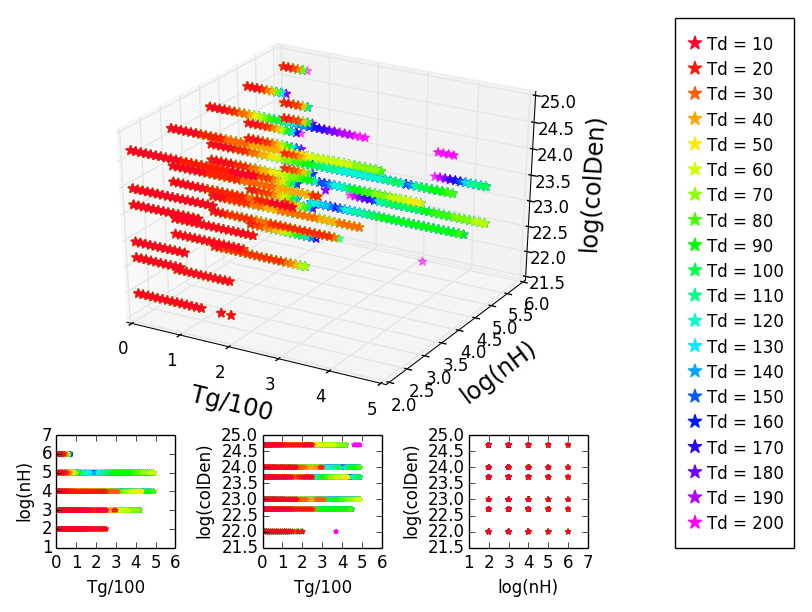 25.0
24.5
24.0
23.5
23.0
22.5
22.0
21.5
log(colDen)
6.0
5.5
5.0
4.5
4.0
3.5
3.0
2.5
2.0
log(nH)
0
1
2
3
4
5
Tg/100
Td = 10
Td = 20
Td = 30
Td = 40
Td = 50
Td = 60
Td = 70
Td = 80
Td = 90
Td = 100
Td = 110
Td = 120
Td = 130
Td = 140
Td = 150
Td = 160
Td = 170
Td = 180
Td = 190
Td = 200
7
6
5
4
3
2
1
log(nH)
0 1 2 3 4 5 6
Tg/100
25.0
24.5
24.0
23.5
23.0
22.5
22.0
21.5
log(colDen)
0 1 2 3 4 5 6
Tg/100
25.0
24.5
24.0
23.5
23.0
22.5
22.0
21.5
log(colDen)
1 2 3 4 5 6 7
log(nH)